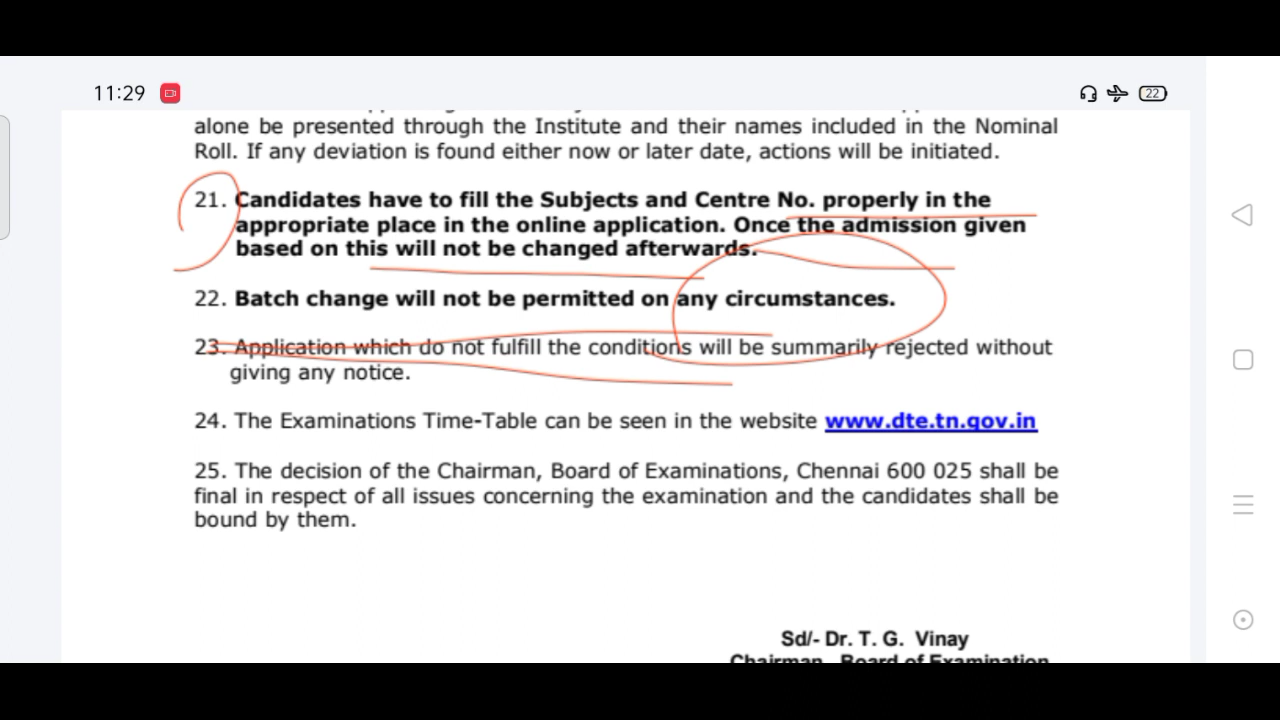 11:29
22
alone be presented through the Institute and their names included in the Nominal
Roll. If any deviation is found either now or later date, actions will be initiated.
21. Candidates have to fill the Subjects and Centre No. properly in the
appropriate place in the online application. Once the admission given
based on this will not be changed afterwards.
22. Batch change will not be permitted on any circumstances.
23. Application which do not fulfill the conditions will be summarily rejected without
giving any notice.
24. The Examinations Time-Table can be seen in the website www.dte.tn.gov.in
25. The decision of the Chairman, Board of Examinations, Chennai 600 025 shall be
final in respect of all issues concerning the examination and the candidates shall be
bound by them.
Sd/- Dr. T. G. Vinay
Chairman, Board of Examination